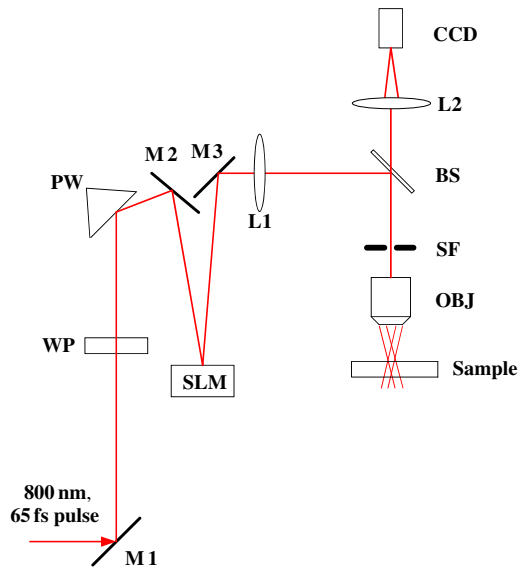 CCD
L2
M 3
M 2
PW
BS
L1
SF
OBJ
WP
Sample
SLM
800 nm,
65 fs pulse
M 1